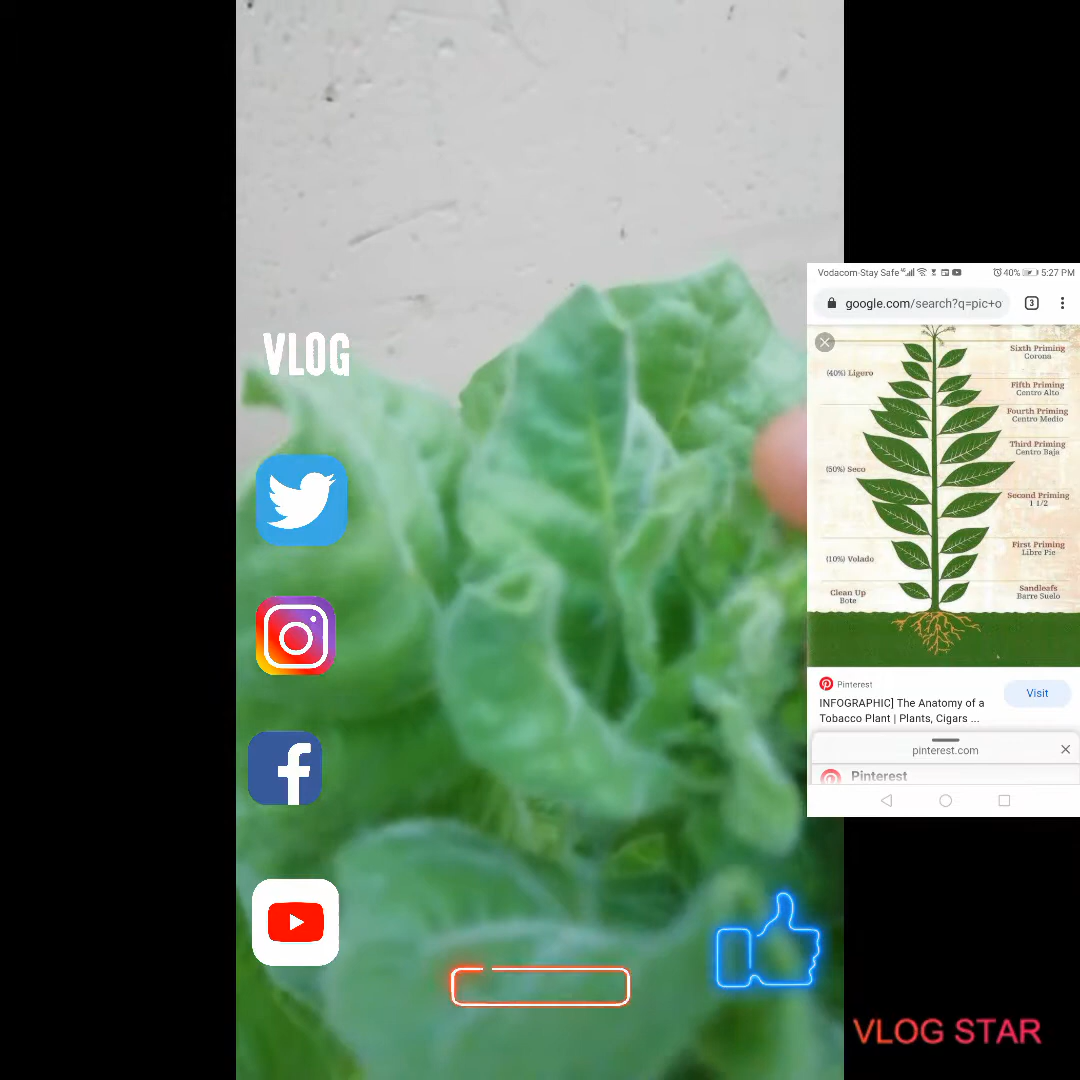 VLOG
Vodacom-Stay Safe
40%
5:27 PM
google.com/search?q=pic+o
3
Sixth Priming
Corona
(40%) Ligero
Fifth Priming
Centro Alto
Fourth Priming
Centro Medio
Third Priming
Centro Baja
(50%) Seco
Second Priming
1 1/2
First Priming
Libre Pie
(10%) Volado
Clean Up
Bote
Sandleafs
Barre Suelo
Pinterest
Visit
INFOGRAPHIC] The Anatomy of a
Tobacco Plant | Plants, Cigars ...
pinterest.com
Pinterest
VLOG STAR